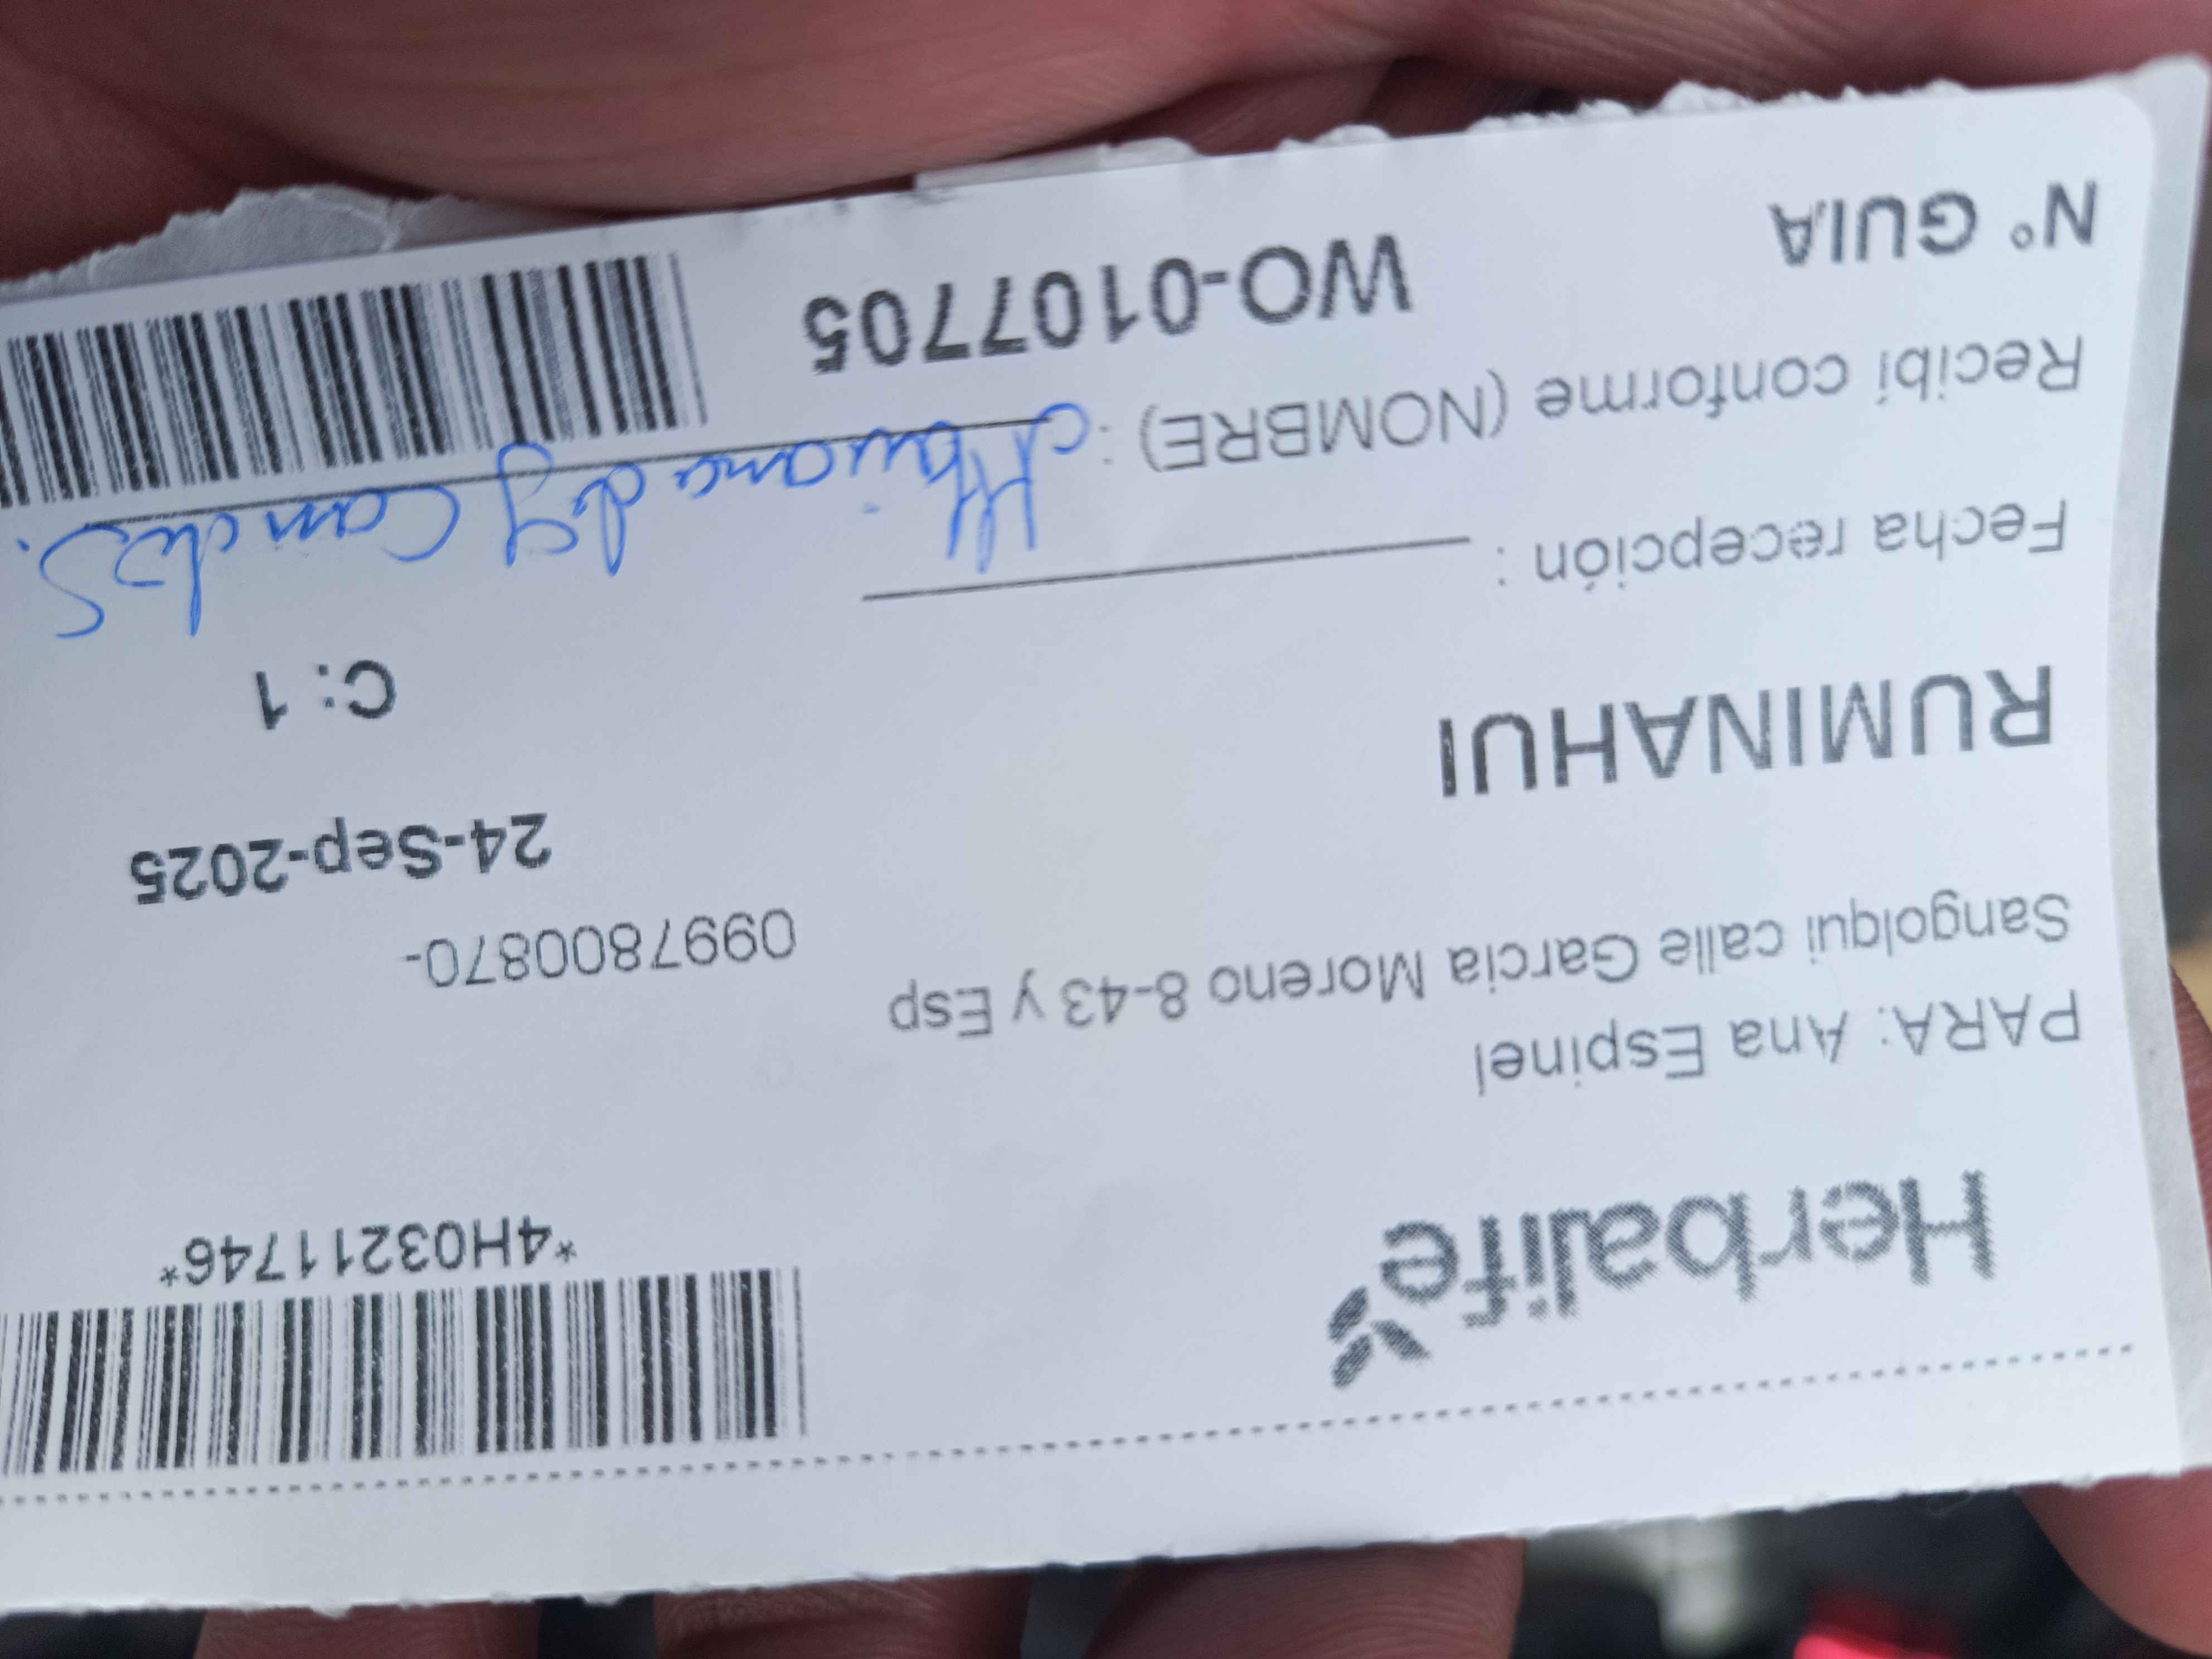 Herbalife
*4H03211746*
PARA: Ana Espinel
Sangolqui calle Garcia Moreno 8-43 y Esp
0997800870-
24-Sep-2025
RUMINAHUI
C: 1
Fecha recepción :
Recibí conforme (NOMBRE) :
N° GUIA
WO-0107705